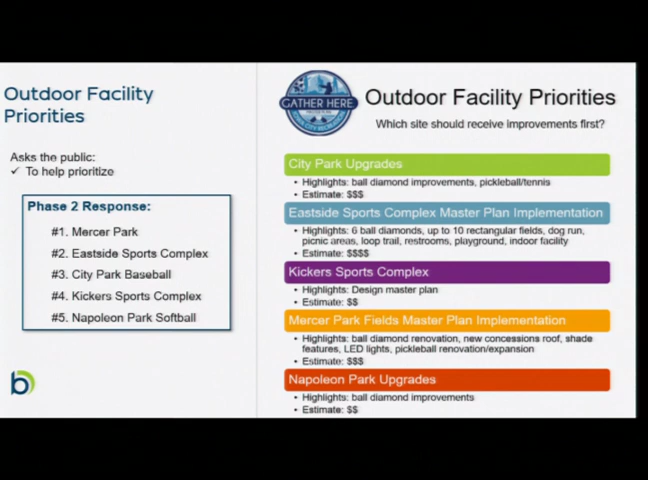 Outdoor Facility
Priorities
Asks the public:
✓ To help prioritize
Phase 2 Response:
#1. Mercer Park
#2. Eastside Sports Complex
#3. City Park Baseball
#4. Kickers Sports Complex
#5. Napoleon Park Softball
b
GATHER HERE
Outdoor Facility Priorities
Which site should receive improvements first?
City Park Upgrades
• Highlights: ball diamond improvements, pickleball/tennis
• Estimate: $$$
Eastside Sports Complex Master Plan Implementation
• Highlights: 6 ball diamonds, up to 10 rectangular fields, dog run,
picnic areas, loop trail, restrooms, playground, indoor facility
• Estimate: $$$$
Kickers Sports Complex
• Highlights: Design master plan
• Estimate: $$
Mercer Park Fields Master Plan Implementation
• Highlights: ball diamond renovation, new concessions roof, shade
features, LED lights, pickleball renovation/expansion
• Estimate: $$$
Napoleon Park Upgrades
• Highlights: ball diamond improvements
• Estimate: $$